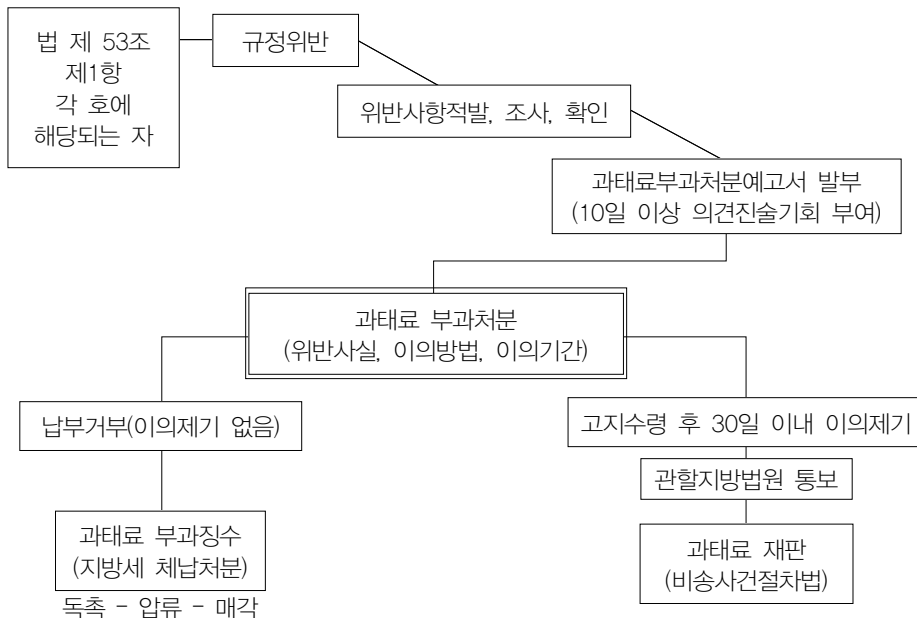 법 제 53조
제1항
각 호에
해당되는 자
규정위반
위반사항적발, 조사, 확인
과태료부과처분예고서 발부
(10일 이상 의견진술기회 부여)
과태료 부과처분
(위반사실, 이의방법, 이의기간)
납부거부(이의제기 없음)
고지수령 후 30일 이내 이의제기
관할지방법원 통보
과태료 부과징수
(지방세 체납처분)
독촉 - 압류 - 매각
과태료 재판
(비송사건절차법)